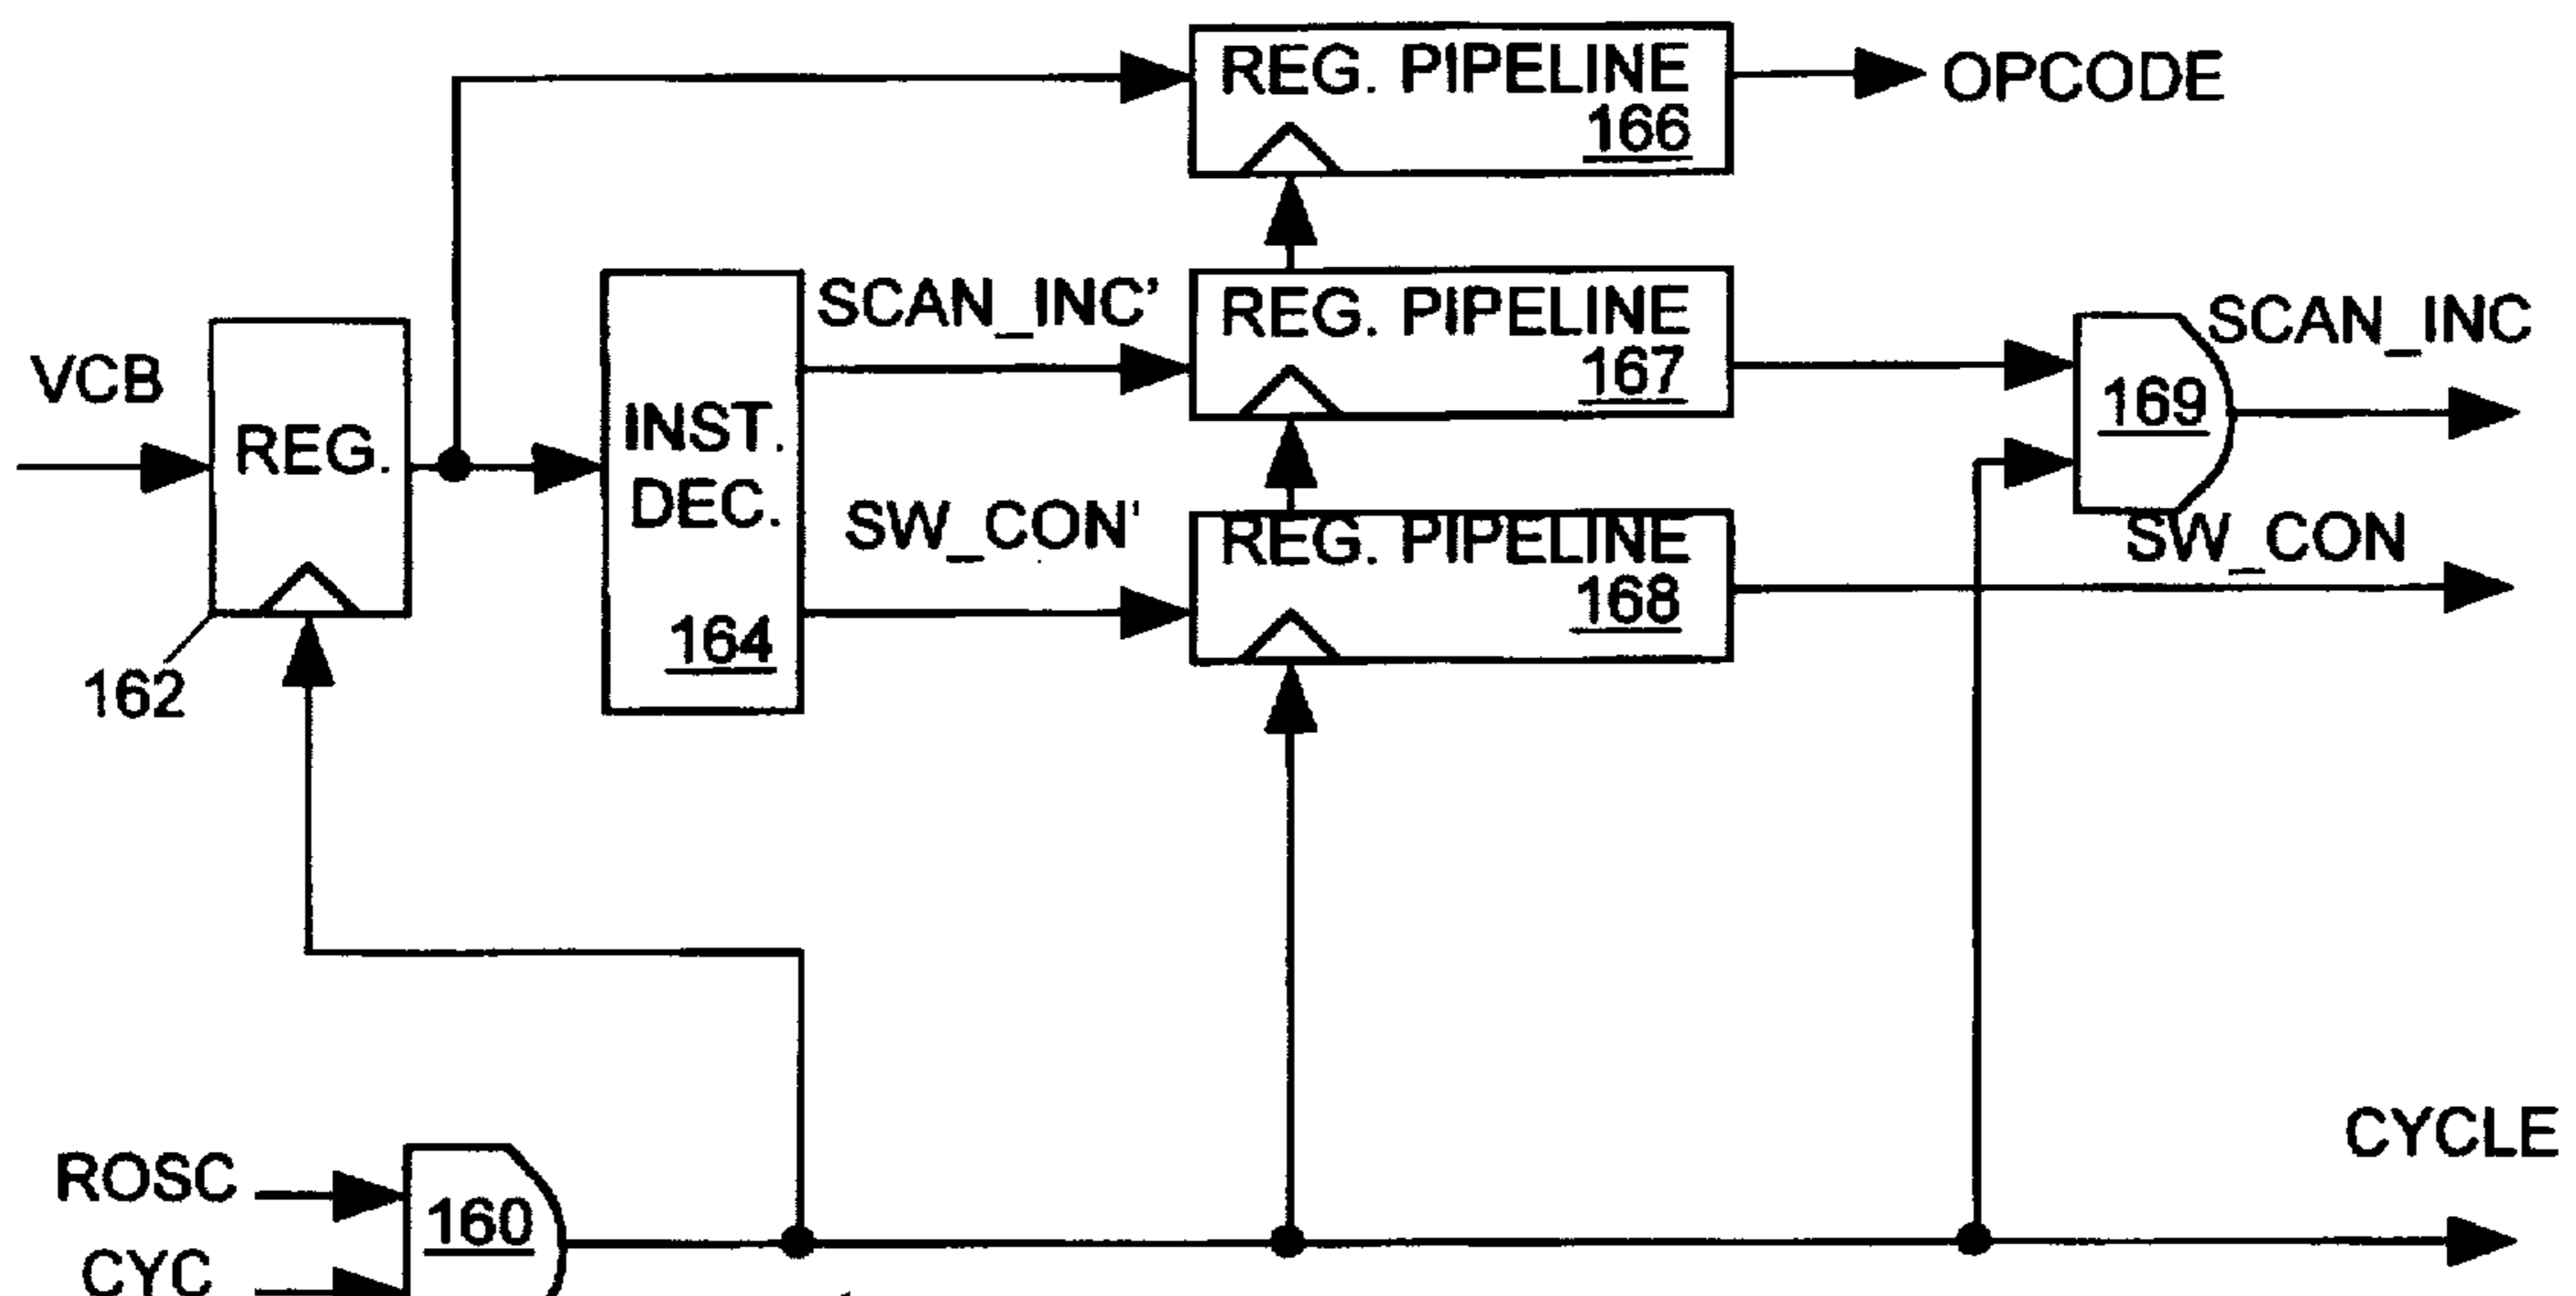 REG. PIPELINE
166
OPCODE
SCAN_INC'
REG. PIPELINE
167
SCAN_INC
VCB
REG.
INST.
DEC.
164
169
SW_CON'
REG. PIPELINE
168
SW_CON
162
ROSC
CYC
160
CYCLE